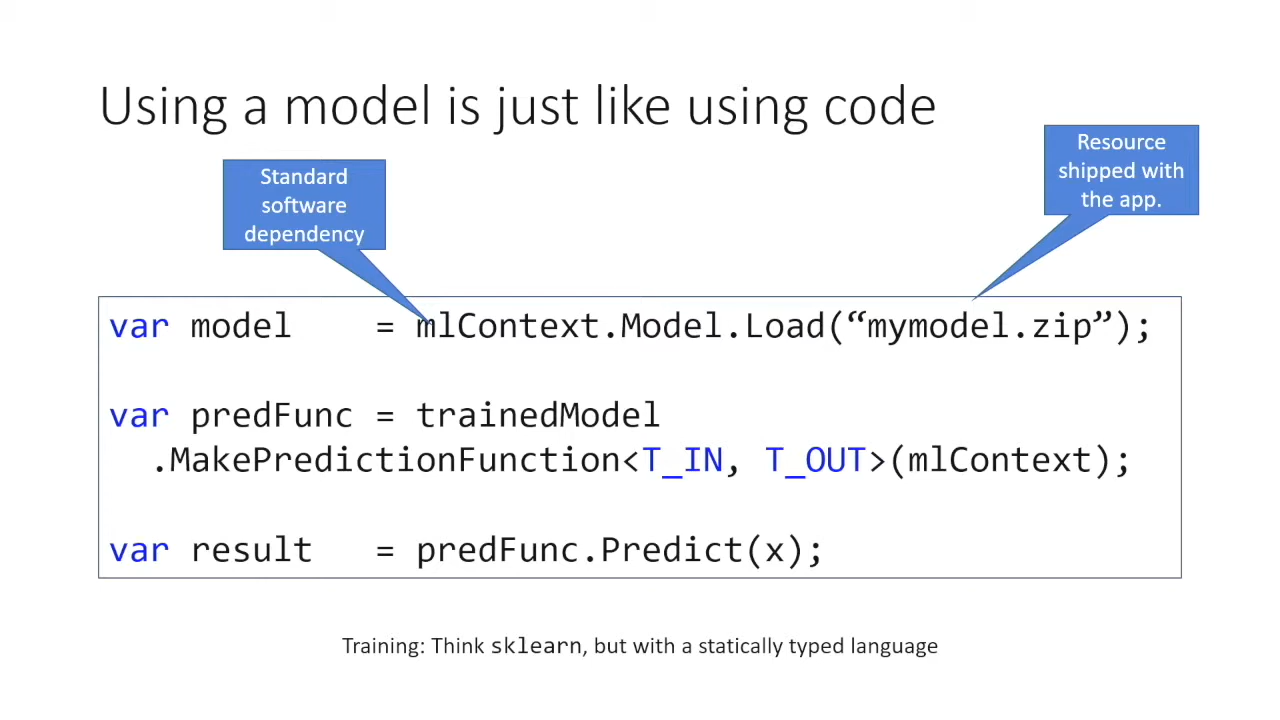 Using a model is just like using code
Standard
software
dependency
Resource
shipped with
the app.
var model = mlContext.Model.Load(“mymodel.zip”);
var predFunc = trainedModel
.MakePredictionFunction<T_IN, T_OUT>(mlContext);
var result = predFunc.Predict(x);
Training: Think sklearn, but with a statically typed language